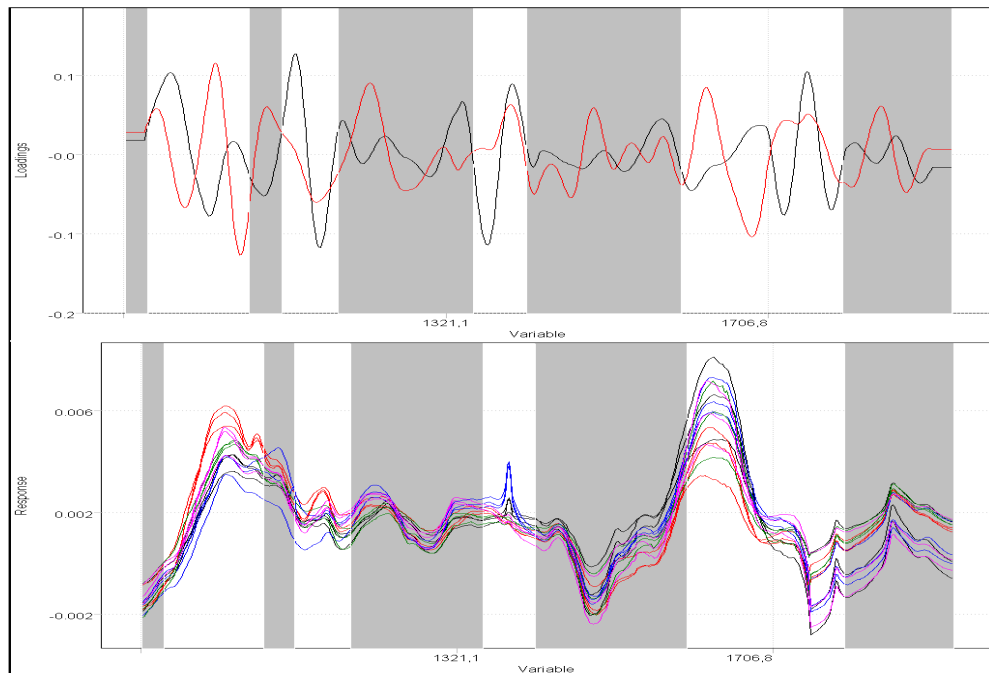 0.1
-0.0
-0.1
-0.2
Loadings
1321,1
1706,8
Variable
0.006
0.002
-0.002
Response
1321,1
1706,8
Variable